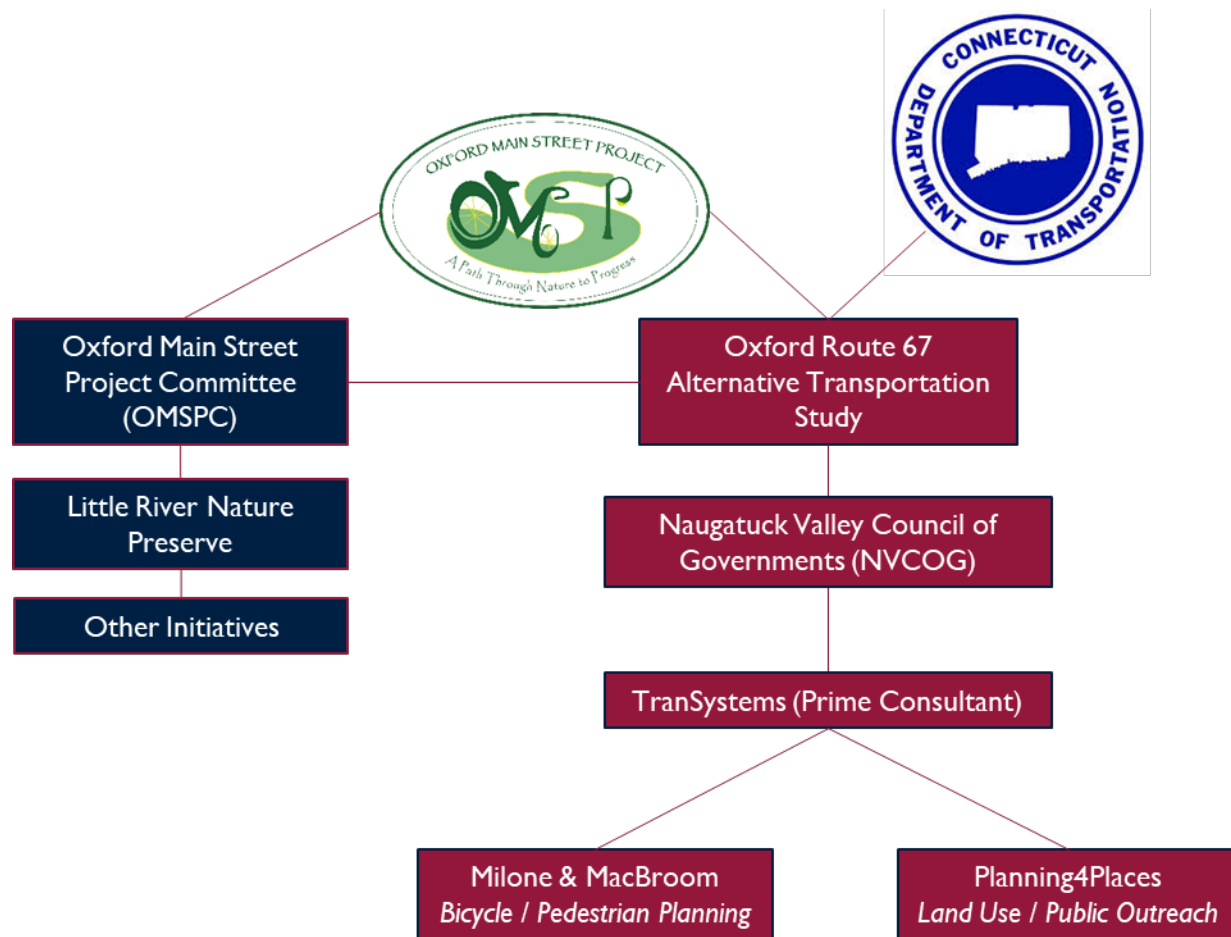 CONNECTICUT
DEPARTMENT OF TRANSPORTATION
OXFORD MAIN STREET PROJECT
OMSP
A Path Through Nature to Progress
Oxford Main Street
Project Committee
(OMSPC)
Oxford Route 67
Alternative Transportation
Study
Little River Nature
Preserve
Naugatuck Valley Council of
Governments (NVCOG)
Other Initiatives
TranSystems (Prime Consultant)
Milone & MacBroom
Bicycle / Pedestrian Planning
Planning4Places
Land Use / Public Outreach